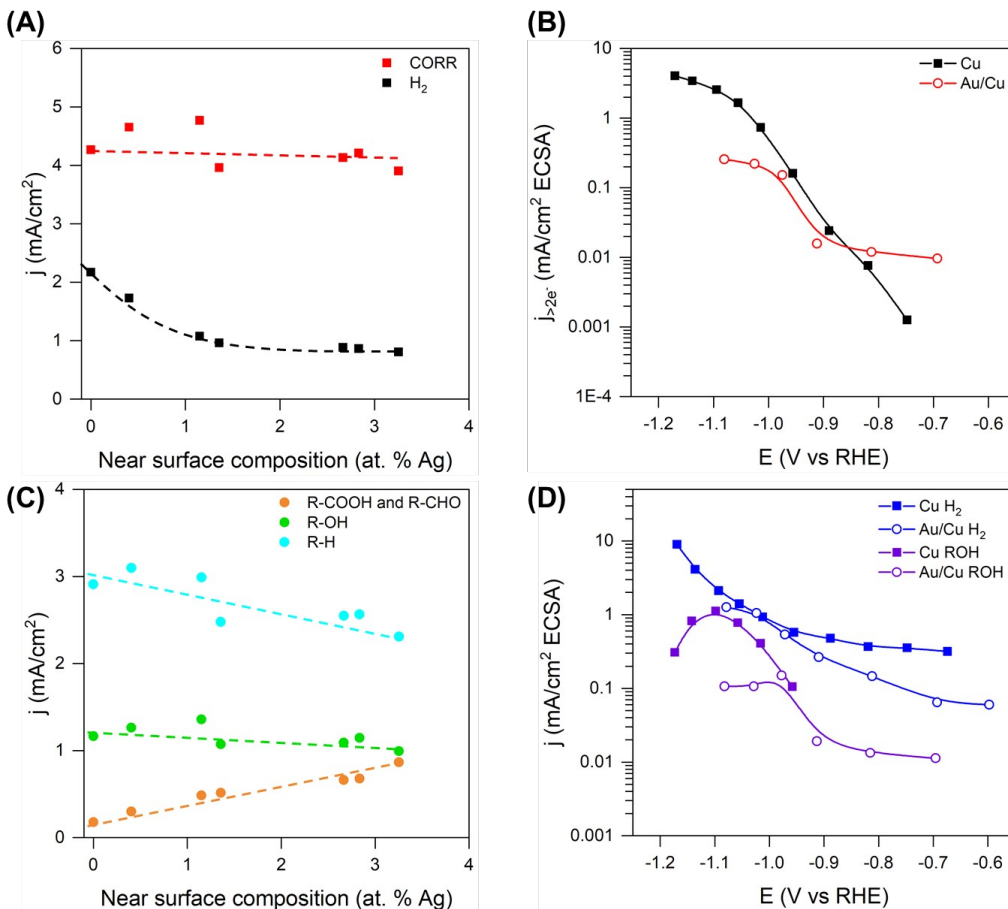 (A)
6
5
4
3
2
1
0
j (mA/cm²)
CORR
H₂
0 1 2 3 4
Near surface composition (at. % Ag)
(B)
10
1
0.1
0.01
0.001
1E-4
j>2e⁻ (mA/cm² ECSA)
Cu
Au/Cu
-1.2 -1.1 -1.0 -0.9 -0.8 -0.7 -0.6
E (V vs RHE)
(C)
4
3
2
1
0
j (mA/cm²)
R-COOH and R-CHO
R-OH
R-H
0 1 2 3 4
Near surface composition (at. % Ag)
(D)
10
1
0.1
0.01
0.001
j (mA/cm² ECSA)
Cu H₂
Au/Cu H₂
Cu ROH
Au/Cu ROH
-1.2 -1.1 -1.0 -0.9 -0.8 -0.7 -0.6
E (V vs RHE)